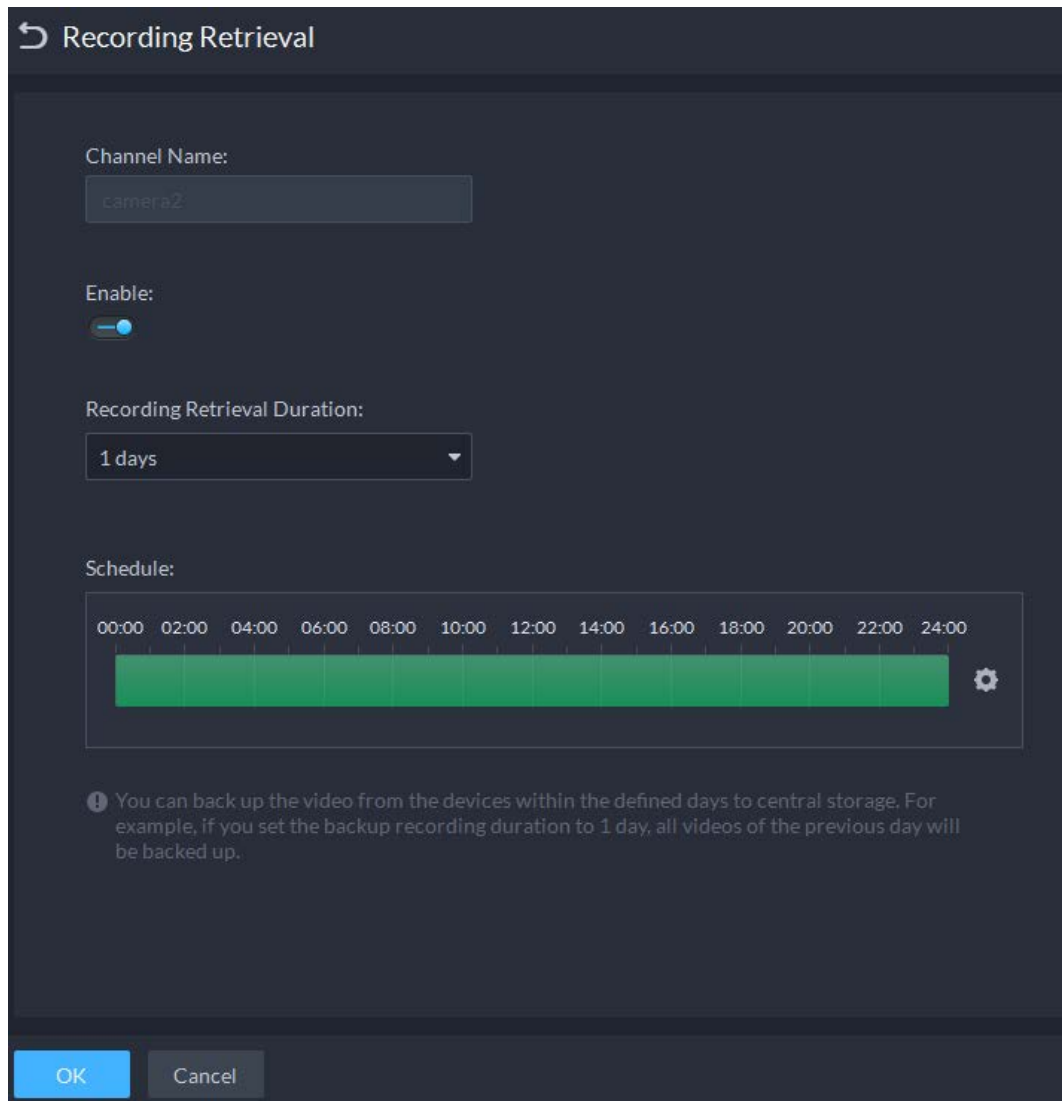 Recording Retrieval
Channel Name:
camera2
Enable:
Recording Retrieval Duration:
1 days
Schedule:
00:00 02:00 04:00 06:00 08:00 10:00 12:00 14:00 16:00 18:00 20:00 22:00 24:00
You can back up the video from the devices within the defined days to central storage. For
example, if you set the backup recording duration to 1 day, all videos of the previous day will
be backed up.
OK Cancel